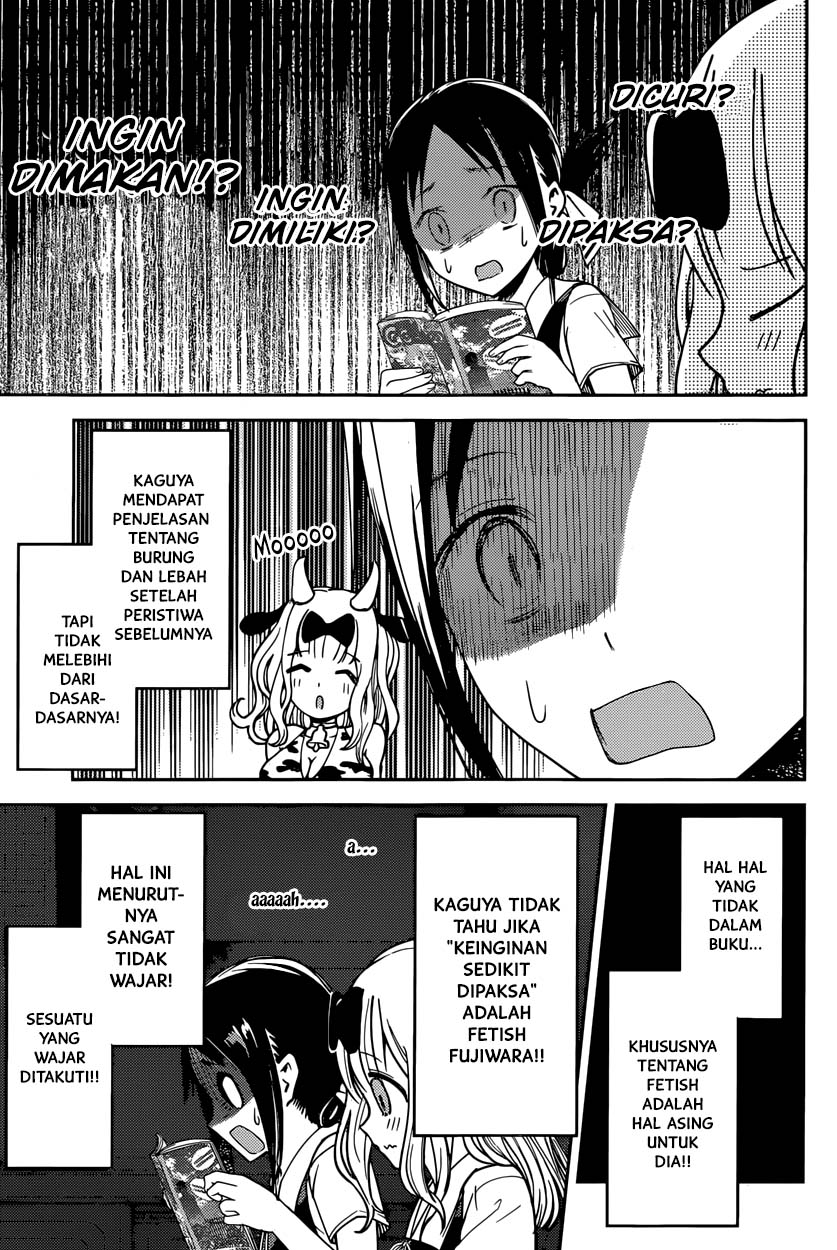 DICURI?
DIPAKSA?
INGIN
DIMILIKI?
INGIN
DIMAKAN!?
KAGUYA
MENDAPAT
PENJELASAN
TENTANG
BURUNG
DAN LEBAH
SETELAH
PERISTIWA
SEBELUMNYA
TAPI
TIDAK
MELEBIHI
DARI
DASAR-
DASARNYA!
Mooooo
HAL HAL
YANG
TIDAK
DALAM
BUKU...
KHUSUSNYA
TENTANG
FETISH
ADALAH
HAL ASING
UNTUK
DIA!!
KAGUYA TIDAK
TAHU JIKA
"KEINGINAN
SEDIKIT
DIPAKSA"
ADALAH
FETISH
FUJIWARA!!
a...
aaaaah....
HAL INI
MENURUT-
NYA
SANGAT
TIDAK
WAJAR!
SESUATU
YANG
WAJAR
DITAKUTI!!